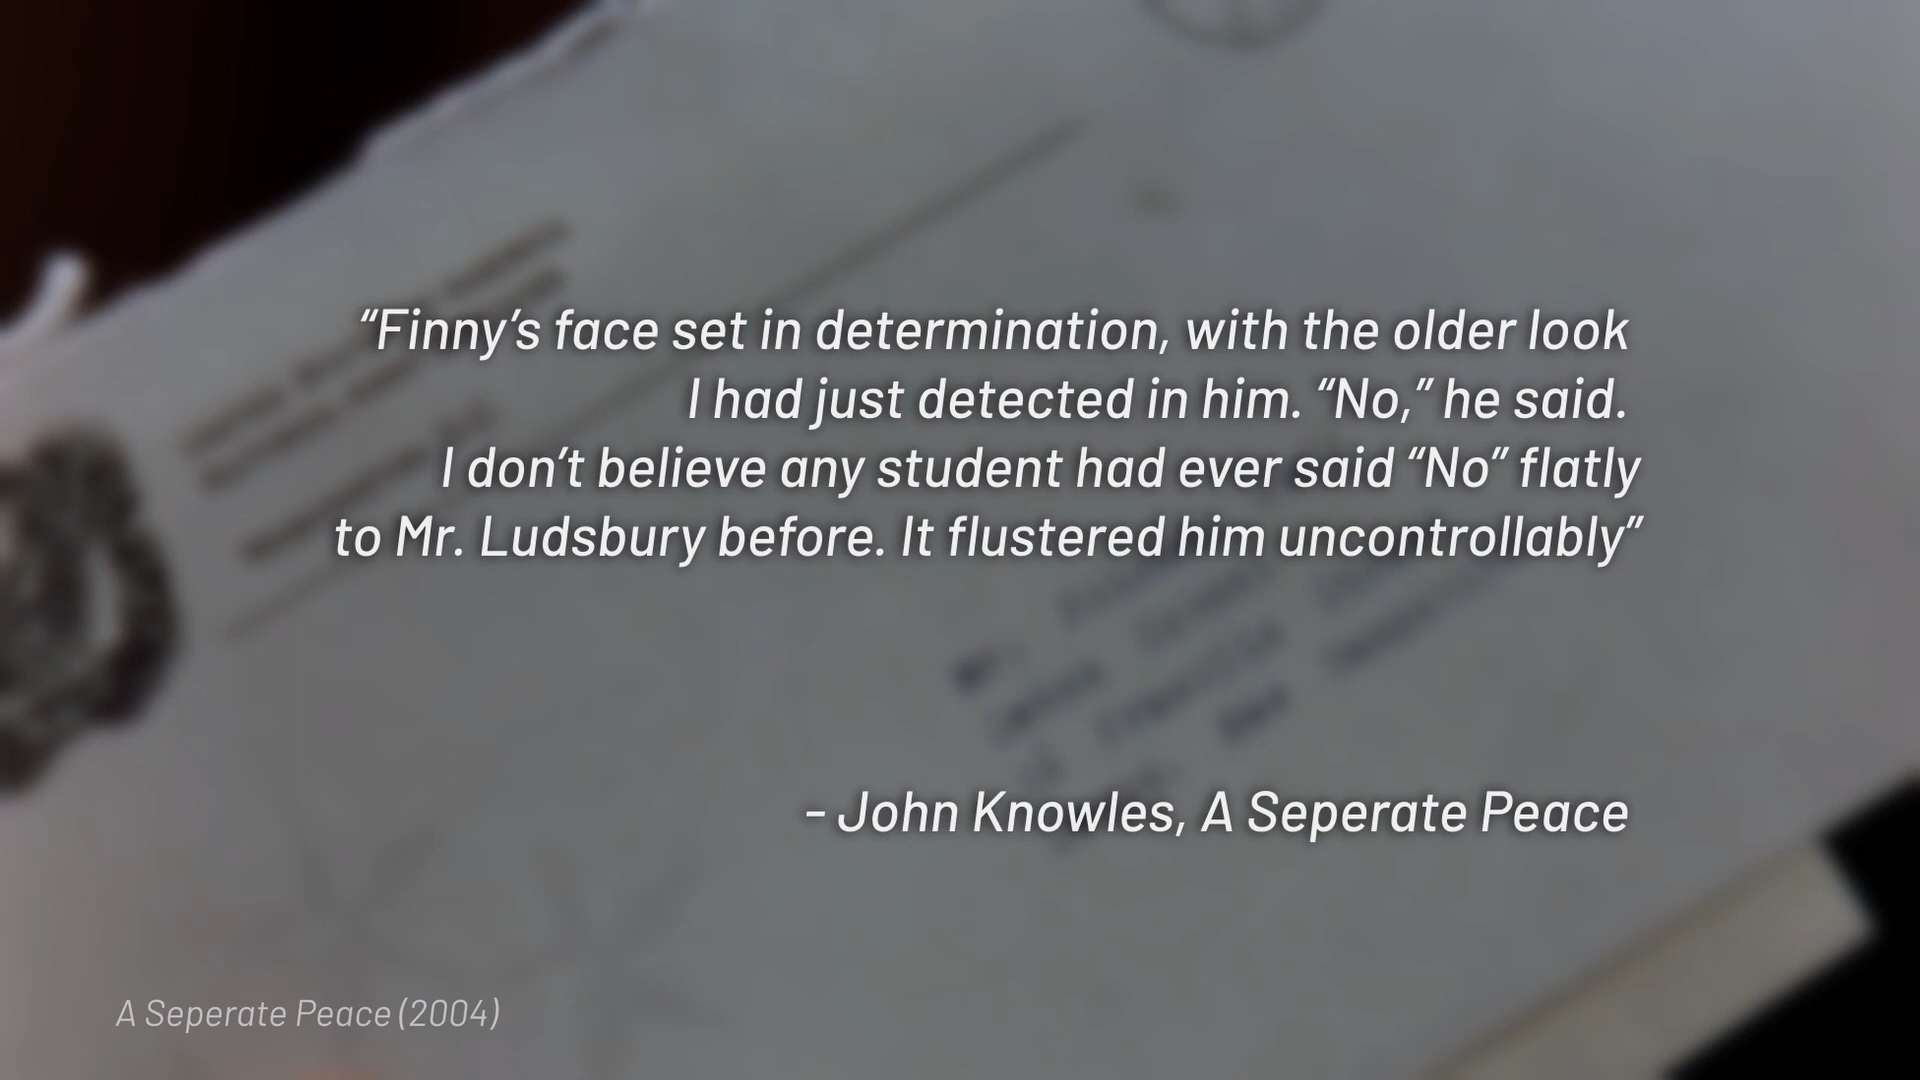 “Finny’s face set in determination, with the older look
I had just detected in him. “No,” he said.
I don’t believe any student had ever said “No” flatly
to Mr. Ludsbury before. It flustered him uncontrollably”
- John Knowles, A Seperate Peace
A Seperate Peace (2004)